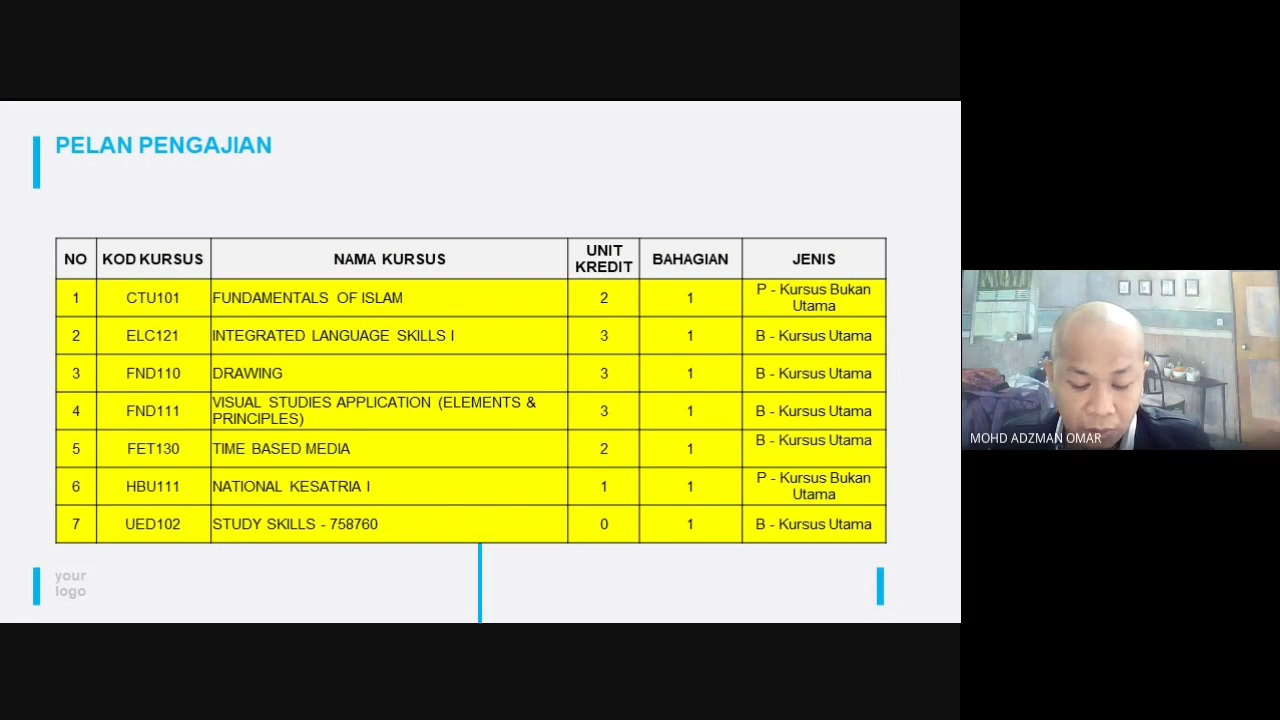 PELAN PENGAJIAN
NO KOD KURSUS NAMA KURSUS UNIT KREDIT BAHAGIAN JENIS
1 CTU101 FUNDAMENTALS OF ISLAM 2 1 P - Kursus Bukan Utama
2 ELC121 INTEGRATED LANGUAGE SKILLS I 3 1 B - Kursus Utama
3 FND110 DRAWING 3 1 B - Kursus Utama
4 FND111 VISUAL STUDIES APPLICATION (ELEMENTS & PRINCIPLES) 3 1 B - Kursus Utama
5 FET130 TIME BASED MEDIA 2 1 B - Kursus Utama
6 HBU111 NATIONAL KESATRIA I 1 1 P - Kursus Bukan Utama
7 UED102 STUDY SKILLS - 758760 0 1 B - Kursus Utama
your
logo
MOHD ADZMAN OMAR